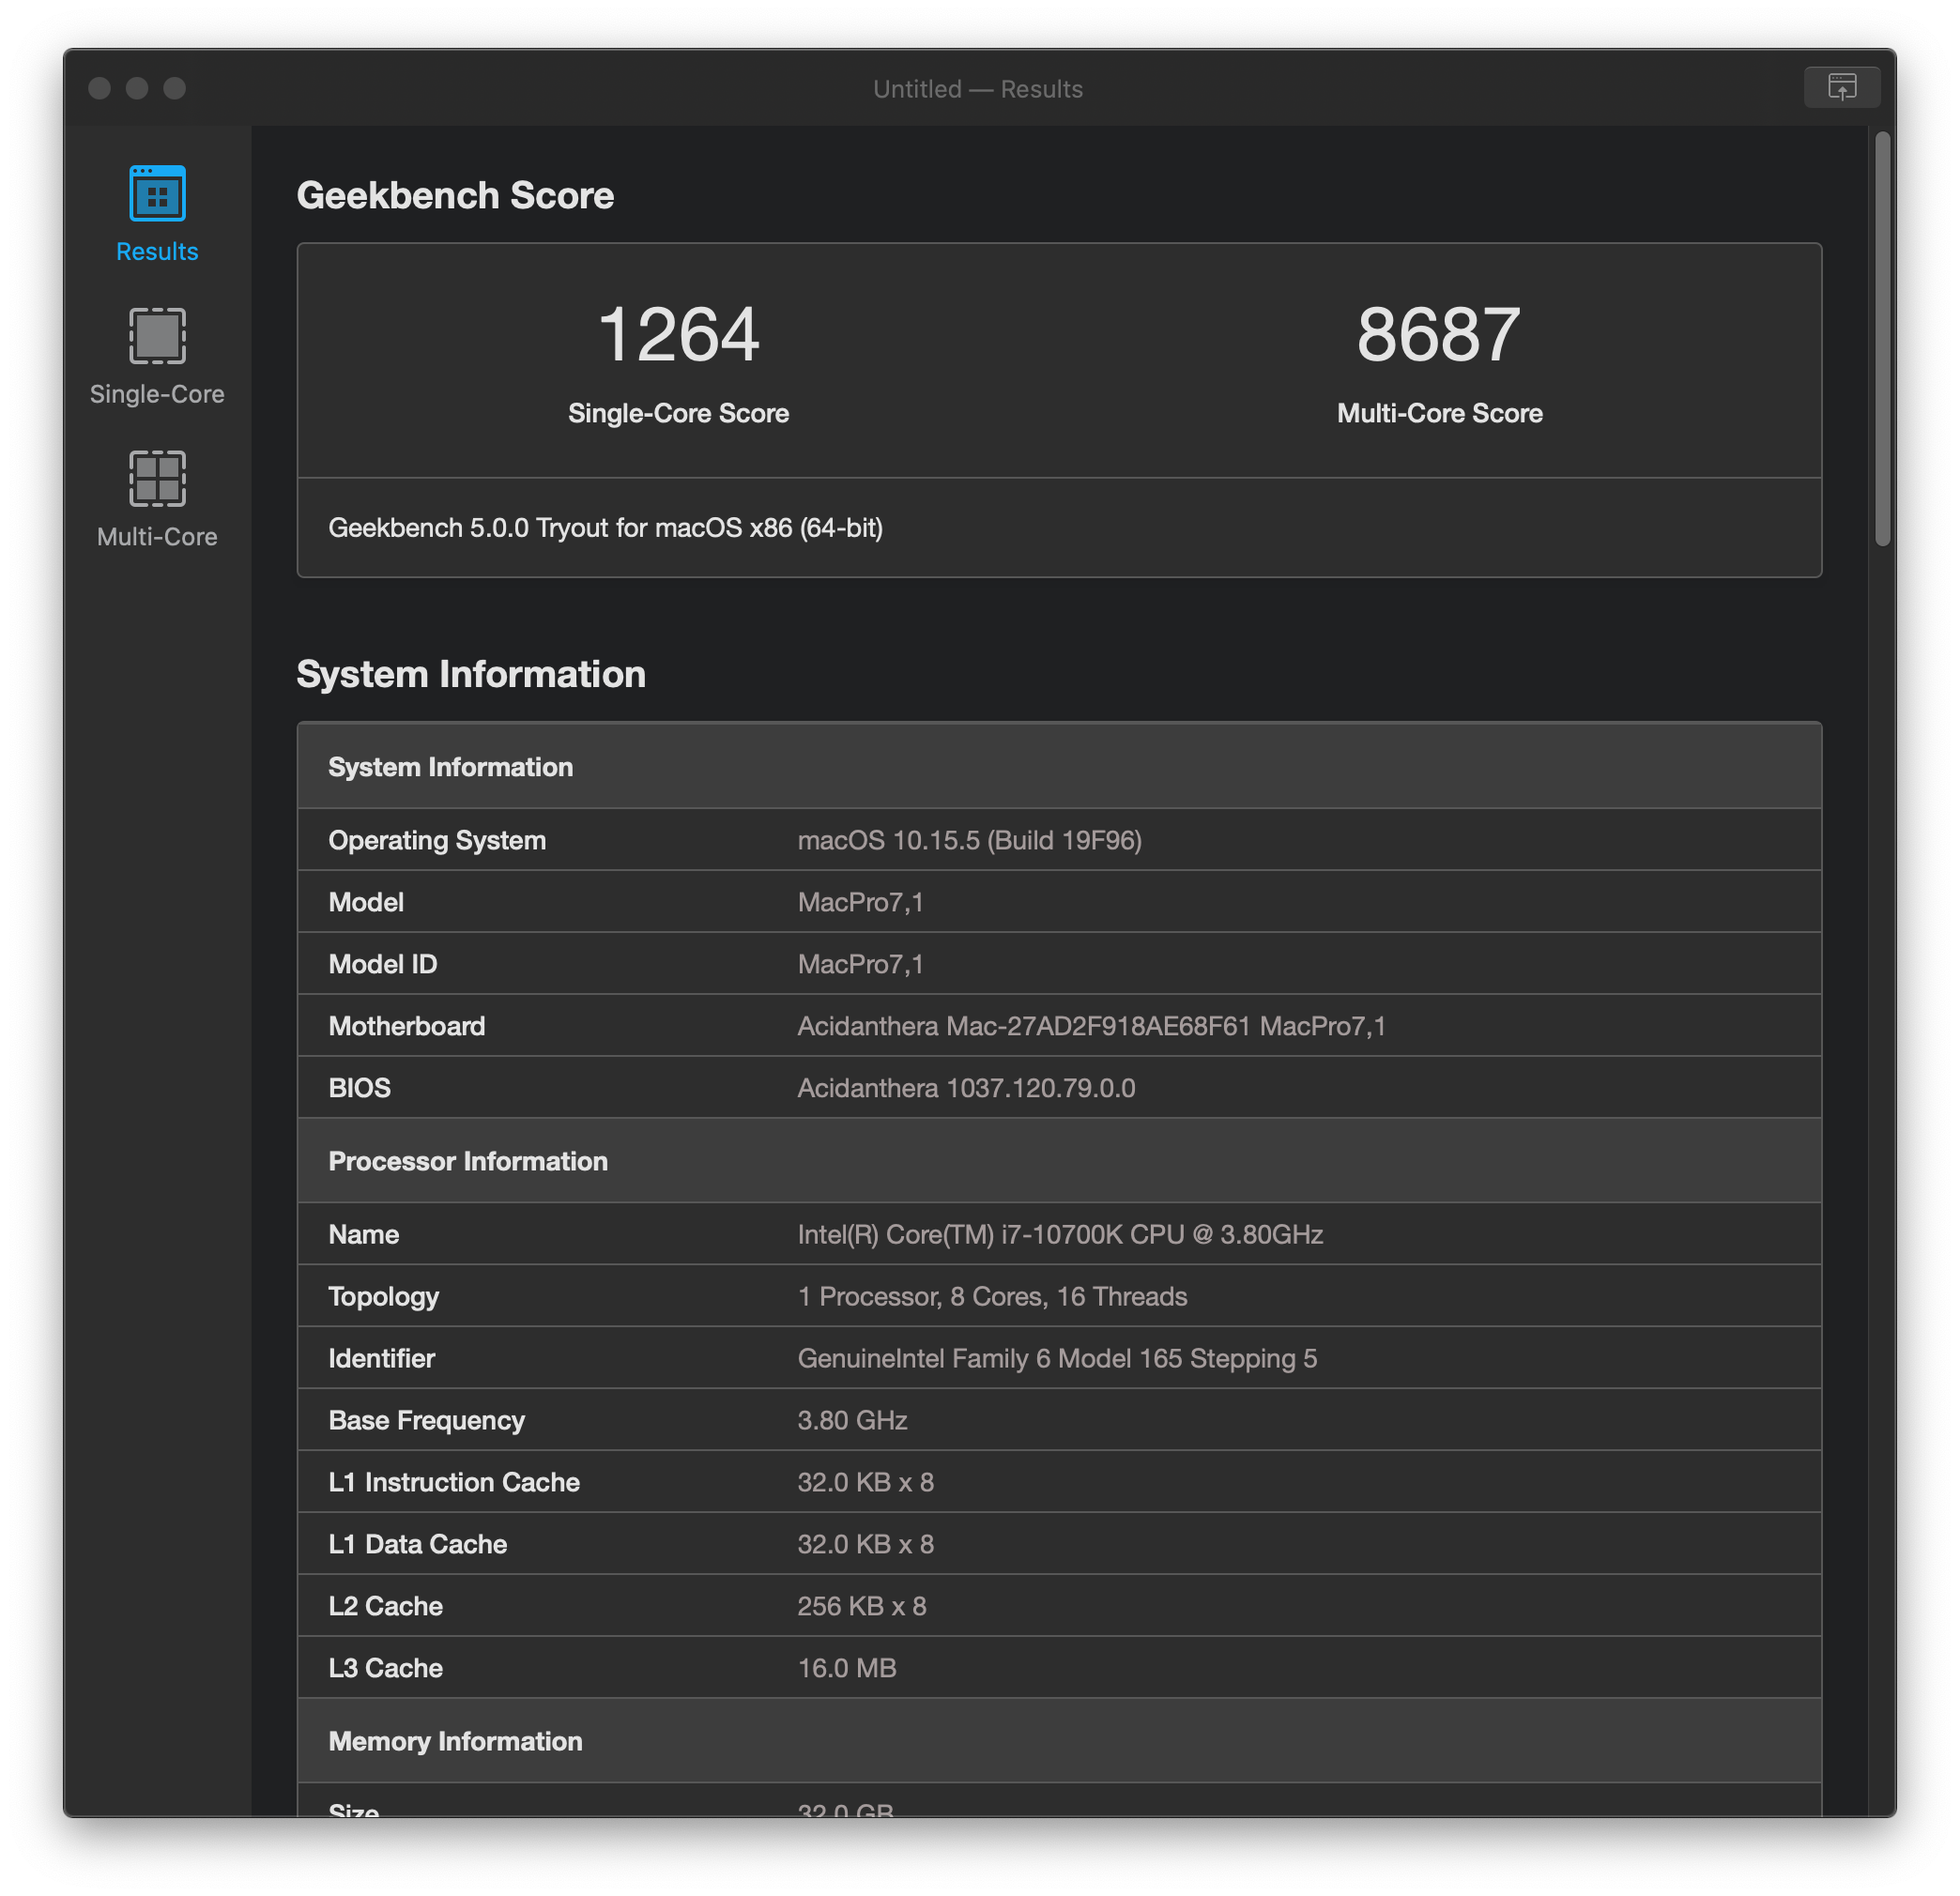 Untitled — Results
Results
Single-Core
Multi-Core
Geekbench Score
1264 8687
Single-Core Score Multi-Core Score
Geekbench 5.0.0 Tryout for macOS x86 (64-bit)
System Information
System Information
Operating System macOS 10.15.5 (Build 19F96)
Model MacPro7,1
Model ID MacPro7,1
Motherboard Acidanthera Mac-27AD2F918AE68F61 MacPro7,1
BIOS Acidanthera 1037.120.79.0.0
Processor Information
Name Intel(R) Core(TM) i7-10700K CPU @ 3.80GHz
Topology 1 Processor, 8 Cores, 16 Threads
Identifier GenuineIntel Family 6 Model 165 Stepping 5
Base Frequency 3.80 GHz
L1 Instruction Cache 32.0 KB x 8
L1 Data Cache 32.0 KB x 8
L2 Cache 256 KB x 8
L3 Cache 16.0 MB
Memory Information
Size 32.0 GB